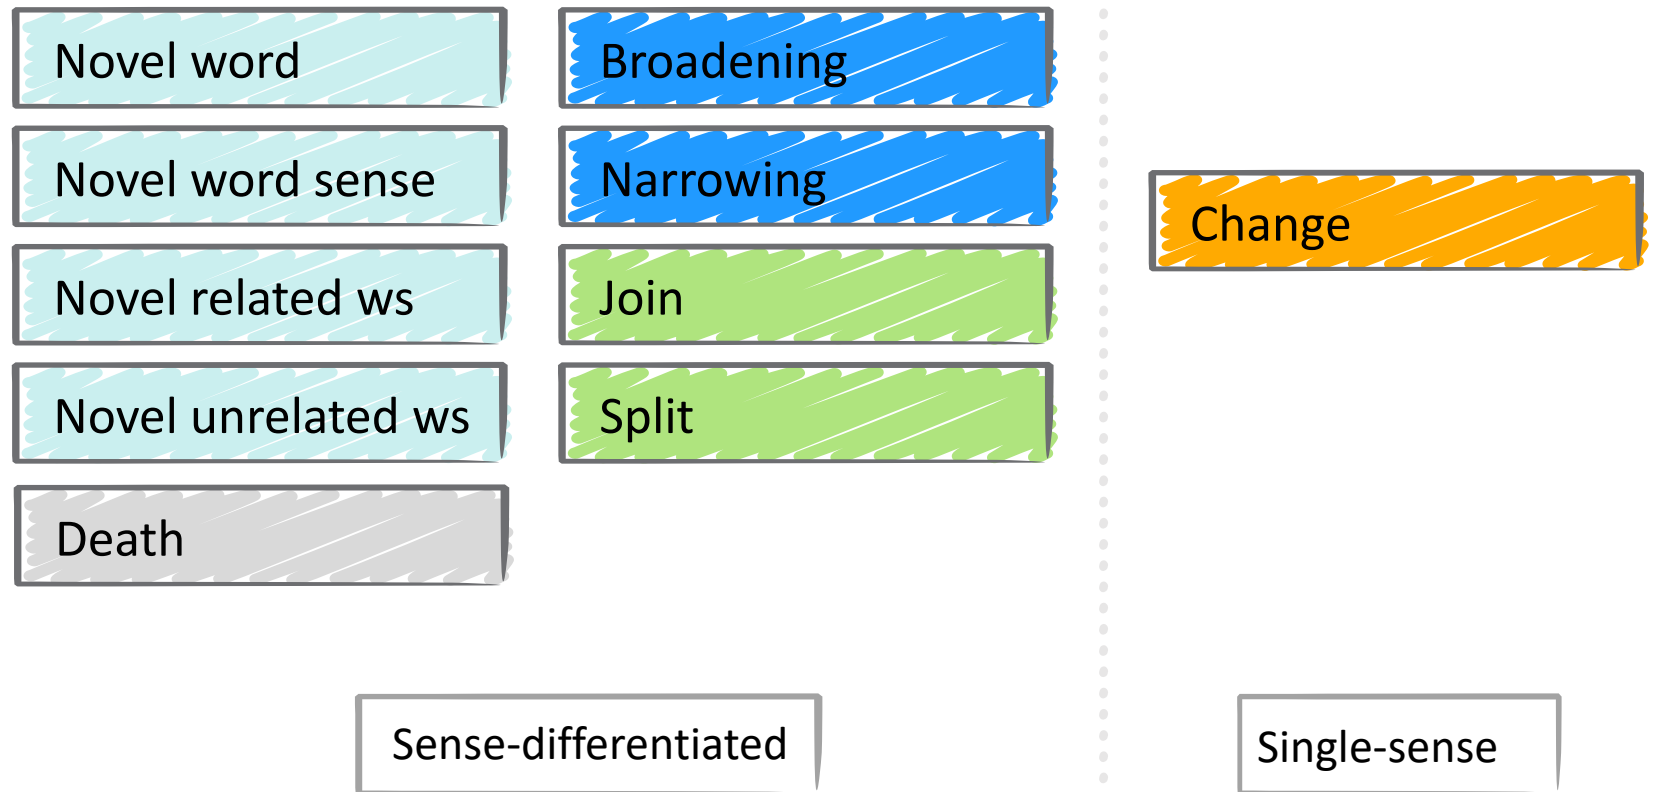 Novel word
Novel word sense
Novel related ws
Novel unrelated ws
Death
Broadening
Narrowing
Join
Split
Change
Sense-differentiated
Single-sense